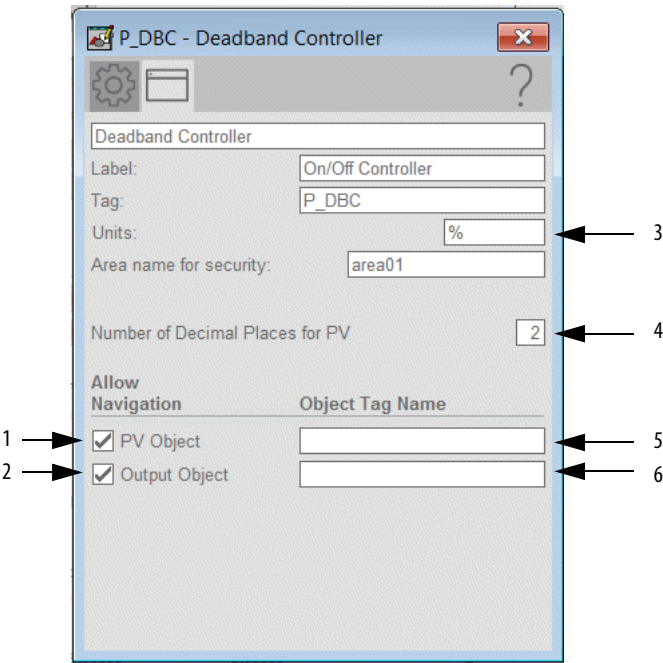 P_DBC - Deadband Controller
?
Deadband Controller
Label: On/Off Controller
Tag: P_DBC
Units: % 3
Area name for security: area01
Number of Decimal Places for PV 2 4
Allow
Navigation Object Tag Name
1 PV Object 5
2 Output Object 6